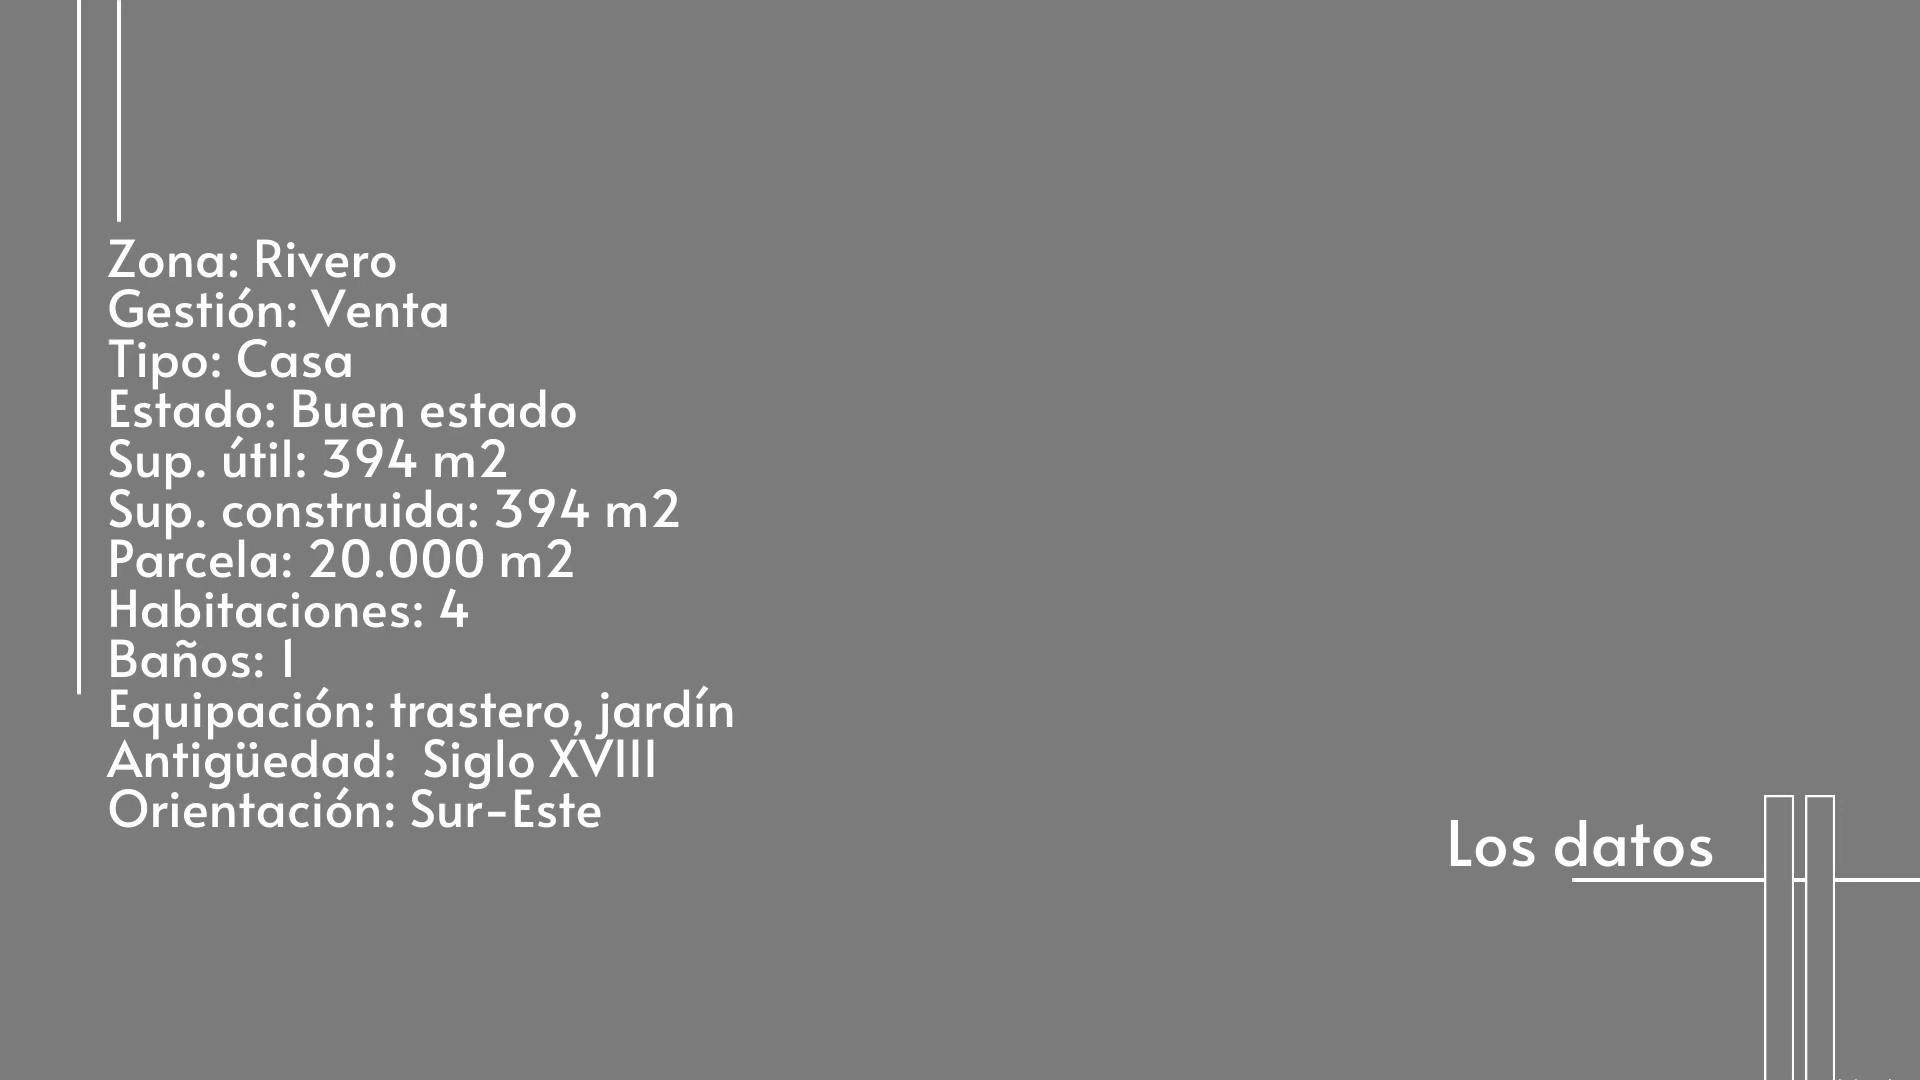 Zona: Rivero
Gestión: Venta
Tipo: Casa
Estado: Buen estado
Sup. útil: 394 m2
Sup. construida: 394 m2
Parcela: 20.000 m2
Habitaciones: 4
Baños: 1
Equipación: trastero, jardín
Antigüedad:  Siglo XVIII
Orientación: Sur-Este
Los datos